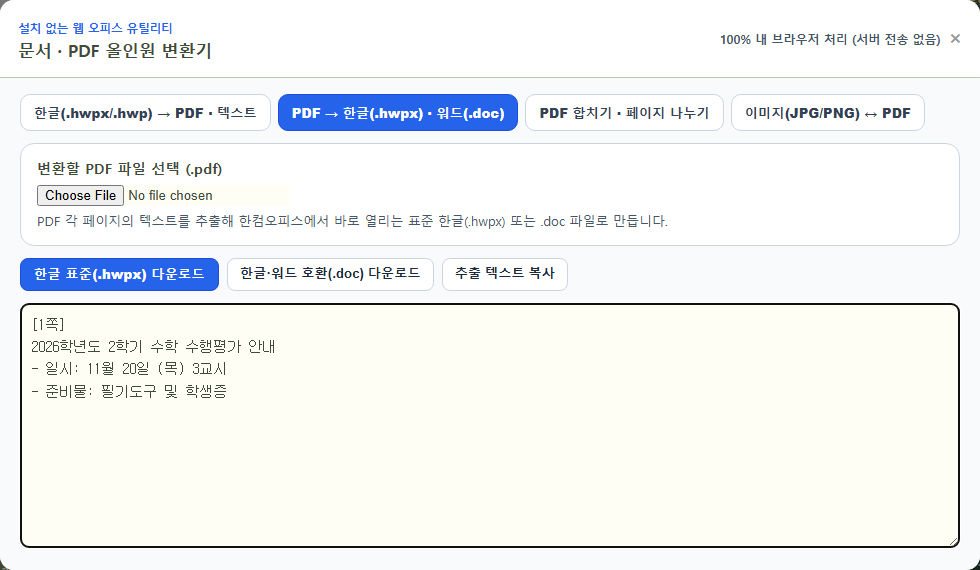 설치 없는 웹 오피스 유틸리티
문서 · PDF 올인원 변환기
100% 내 브라우저 처리 (서버 전송 없음) ✕
한글(.hwpx/.hwp) → PDF · 텍스트
PDF → 한글(.hwpx) · 워드(.doc)
PDF 합치기 · 페이지 나누기
이미지(JPG/PNG) ↔ PDF
변환할 PDF 파일 선택 (.pdf)
Choose File No file chosen
PDF 각 페이지의 텍스트를 추출해 한컴오피스에서 바로 열리는 표준 한글(.hwpx) 또는 .doc 파일로 만듭니다.
한글 표준(.hwpx) 다운로드
한글·워드 호환(.doc) 다운로드
추출 텍스트 복사
[1쪽]
2026학년도 2학기 수학 수행평가 안내
- 일시: 11월 20일 (목) 3교시
- 준비물: 필기도구 및 학생증